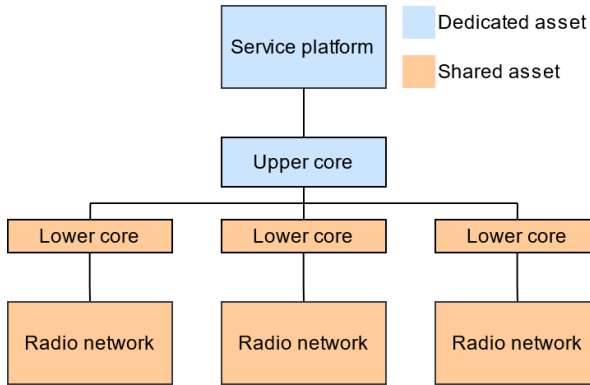 Service platform
Dedicated asset
Shared asset
Upper core
Lower core
Lower core
Lower core
Radio network
Radio network
Radio network